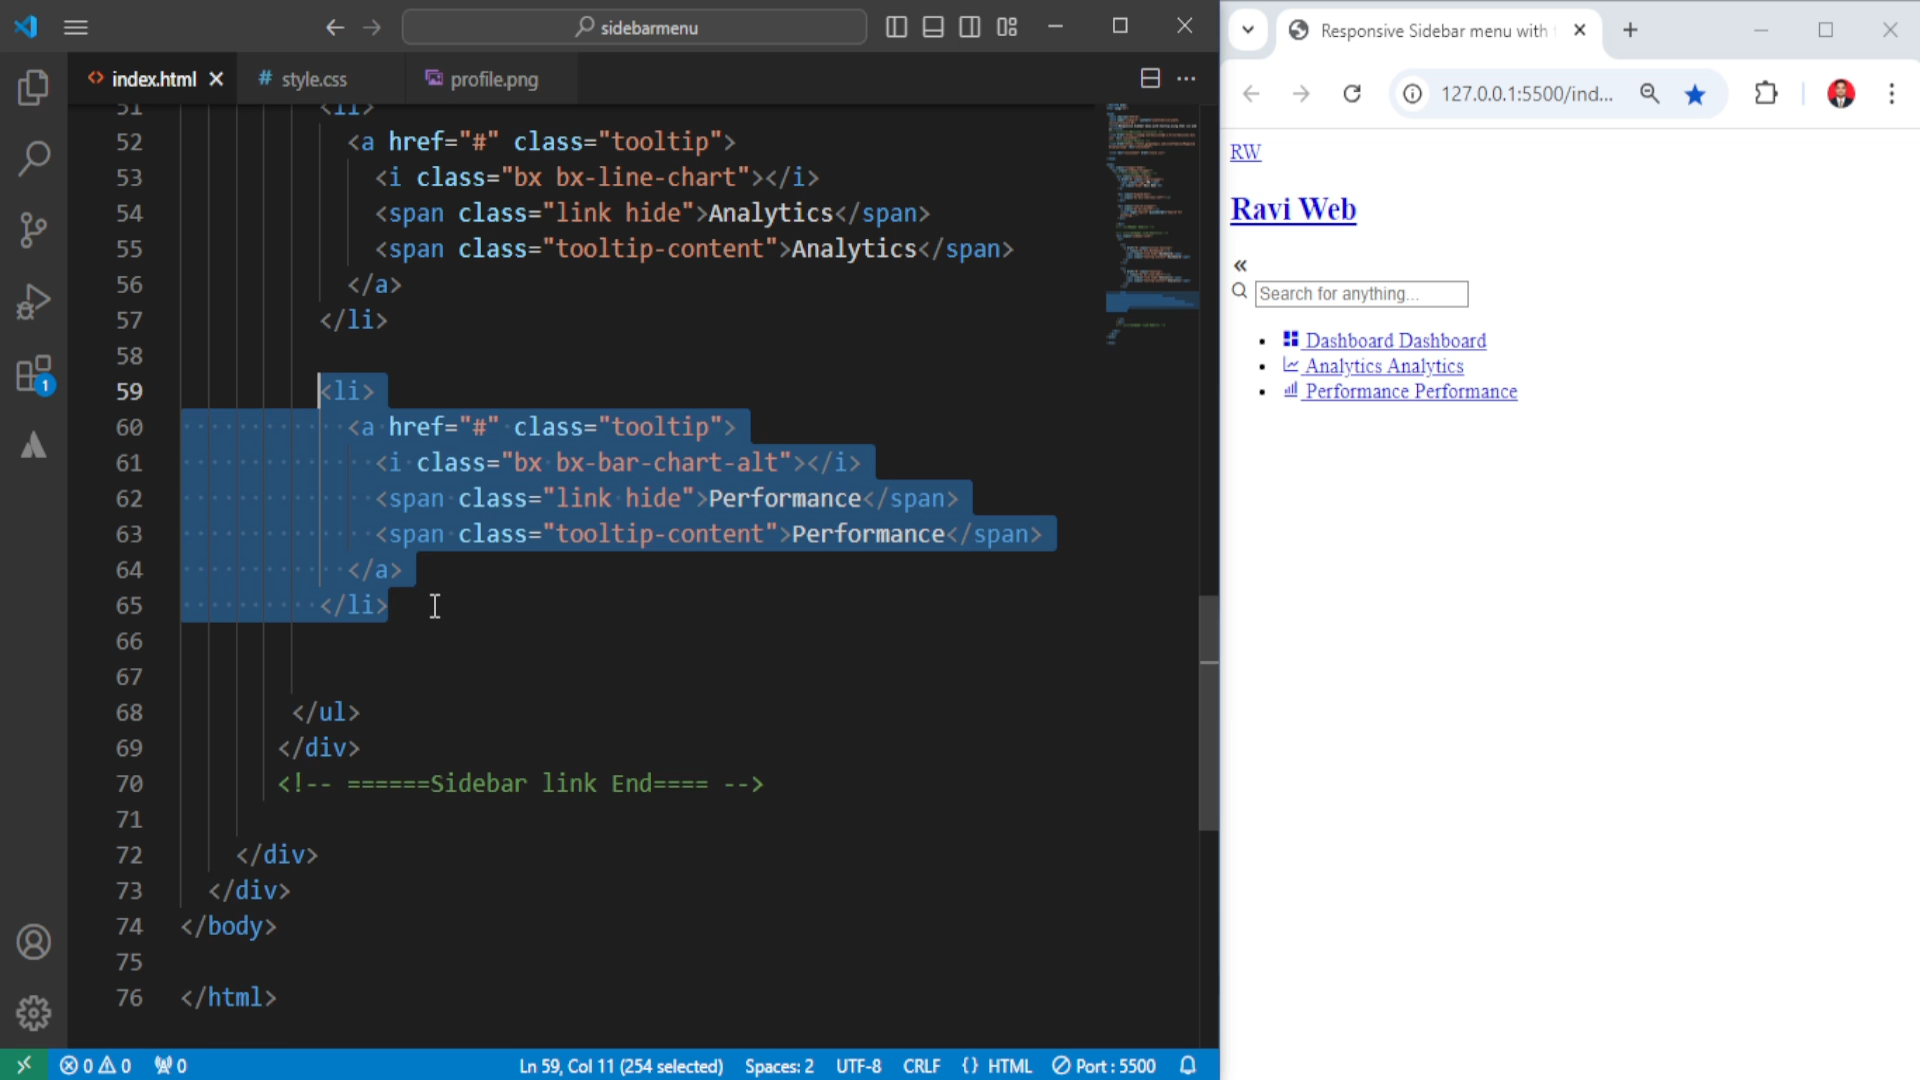 sidebarmenu
index.html
# style.css
profile.png
51 <li>
52 <a href="#" class="tooltip">
53 <i class="bx bx-line-chart"></i>
54 <span class="link hide">Analytics</span>
55 <span class="tooltip-content">Analytics</span>
56 </a>
57 </li>
58
59 <li>
60 <a href="#" class="tooltip">
61 <i class="bx bx-bar-chart-alt"></i>
62 <span class="link hide">Performance</span>
63 <span class="tooltip-content">Performance</span>
64 </a>
65 </li>
66
67
68 </ul>
69 </div>
70 <!-- ======Sidebar link End==== -->
71
72 </div>
73 </div>
74 </body>
75
76 </html>
1
0 0 0
Ln 59, Col 11 (254 selected) Spaces: 2 UTF-8 CRLF {} HTML Port : 5500
Responsive Sidebar menu with
127.0.0.1:5500/ind...
RW
Ravi Web
«
Search for anything...
• Dashboard Dashboard
• Analytics Analytics
• Performance Performance